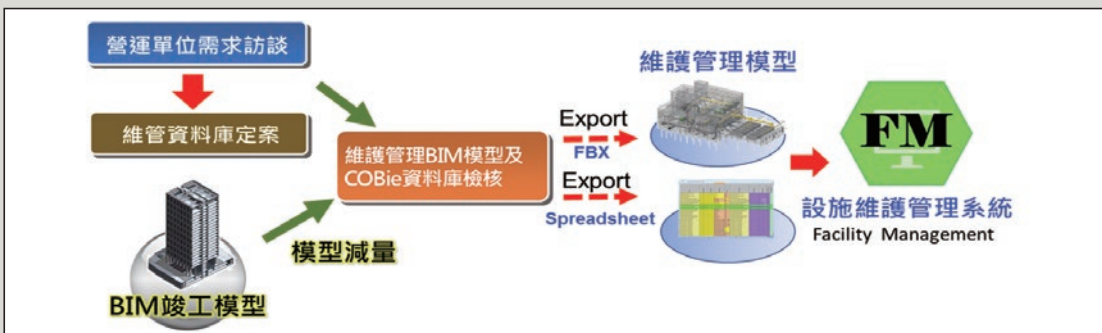 營運單位需求訪談
維管資料庫定案
BIM竣工模型
模型減量
維護管理BIM模型及
COBie資料庫檢核
Export
FBX
Export
Spreadsheet
維護管理模型
FM
設施維護管理系統
Facility Management